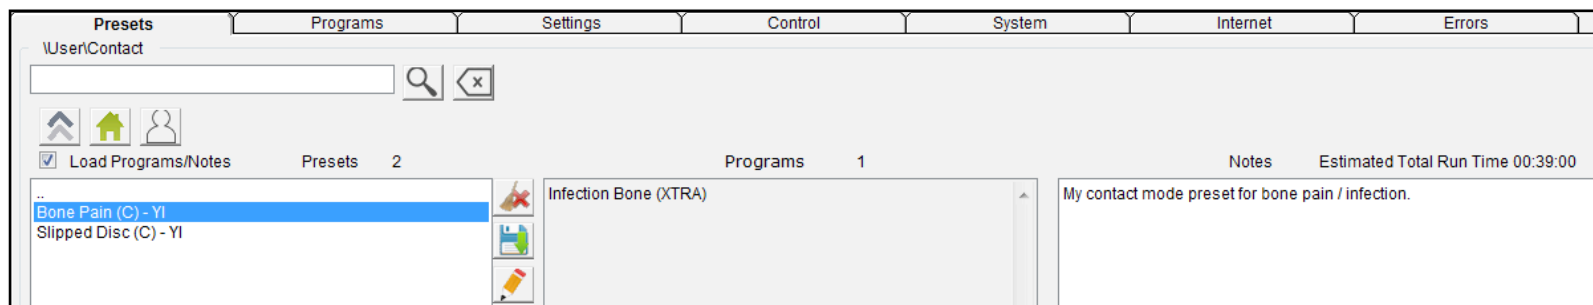 Presets Programs Settings Control System Internet Errors
\User\Contact
Load Programs/Notes Presets 2 Programs 1 Notes Estimated Total Run Time 00:39:00
..
Bone Pain (C) - YI
Slipped Disc (C) - YI
Infection Bone (XTRA)
My contact mode preset for bone pain / infection.